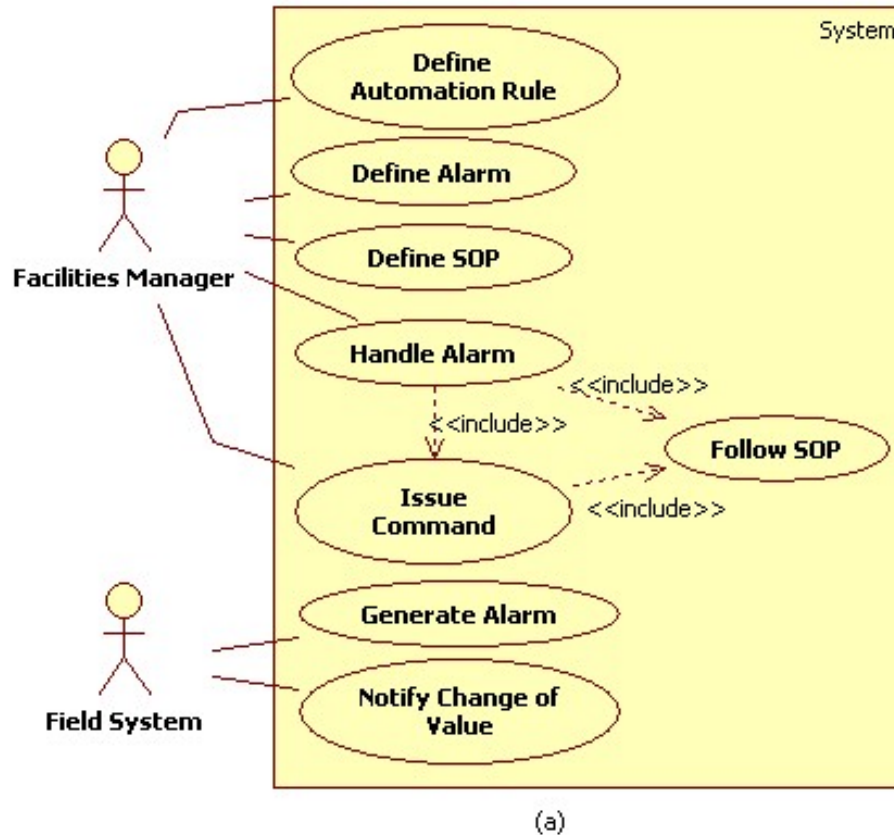 System
Define
Automation Rule
Define Alarm
Define SOP
Facilities Manager
Handle Alarm
<<include>>
<<include>>
Follow SOP
Issue
Command
<<include>>
Generate Alarm
Notify Change of
Value
Field System
(a)